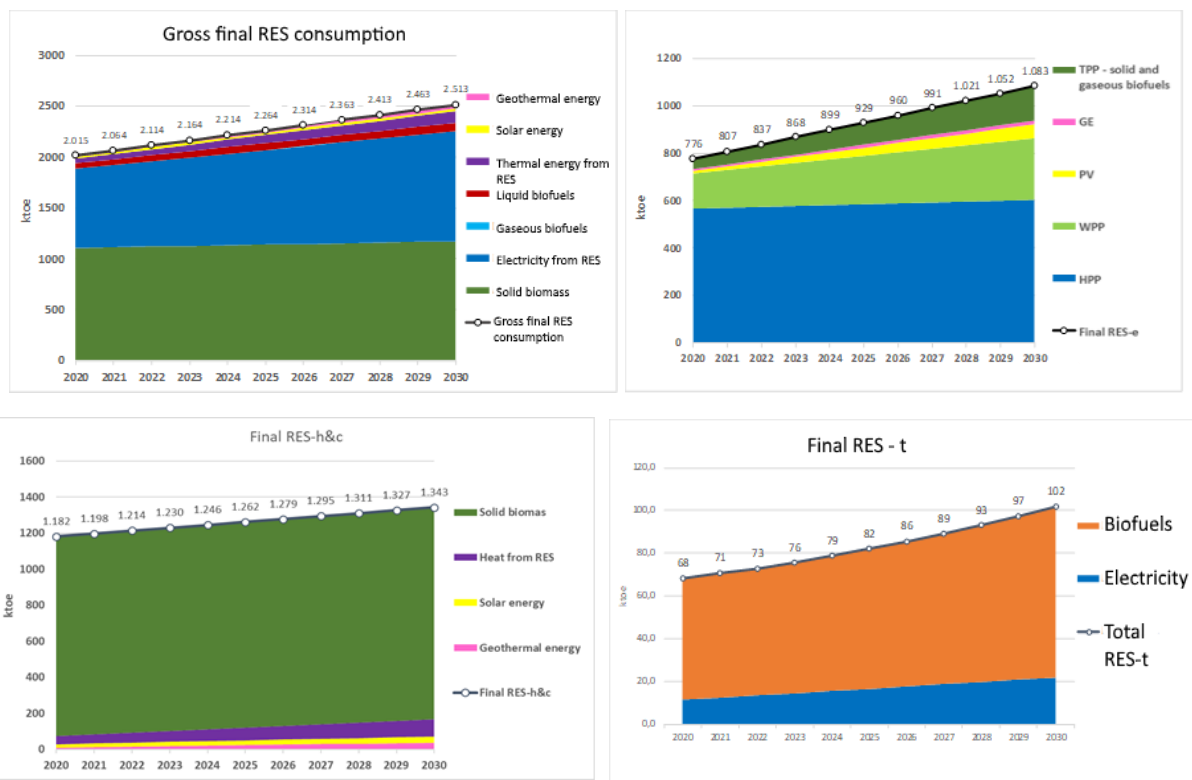 Gross final RES consumption
3000
2500
2000
1500
1000
500
0
ktoe
2.015 2.064 2.114 2.164 2.214 2.264 2.314 2.363 2.413 2.463 2.513
2020 2021 2022 2023 2024 2025 2026 2027 2028 2029 2030
Geothermal energy
Solar energy
Thermal energy from
RES
Liquid biofuels
Gaseous biofuels
Electricity from RES
Solid biomass
Gross final RES
consumption
1200
1000
800
600
400
200
0
ktoe
776 807 837 868 899 929 960 991 1.021 1.052 1.083
2020 2021 2022 2023 2024 2025 2026 2027 2028 2029 2030
TPP - solid and
gaseous biofuels
GE
PV
WPP
HPP
Final RES-e
Final RES-h&c
1600
1400
1200
1000
800
600
400
200
0
ktoe
1.182 1.198 1.214 1.230 1.246 1.262 1.279 1.295 1.311 1.327 1.343
2020 2021 2022 2023 2024 2025 2026 2027 2028 2029 2030
Solid biomas
Heat from RES
Solar energy
Geothermal energy
Final RES-h&c
Final RES - t
120,0
100,0
80,0
60,0
40,0
20,0
0,0
ktoe
68 71 73 76 79 82 86 89 93 97 102
2020 2021 2022 2023 2024 2025 2026 2027 2028 2029 2030
Biofuels
Electricity
Total
RES-t